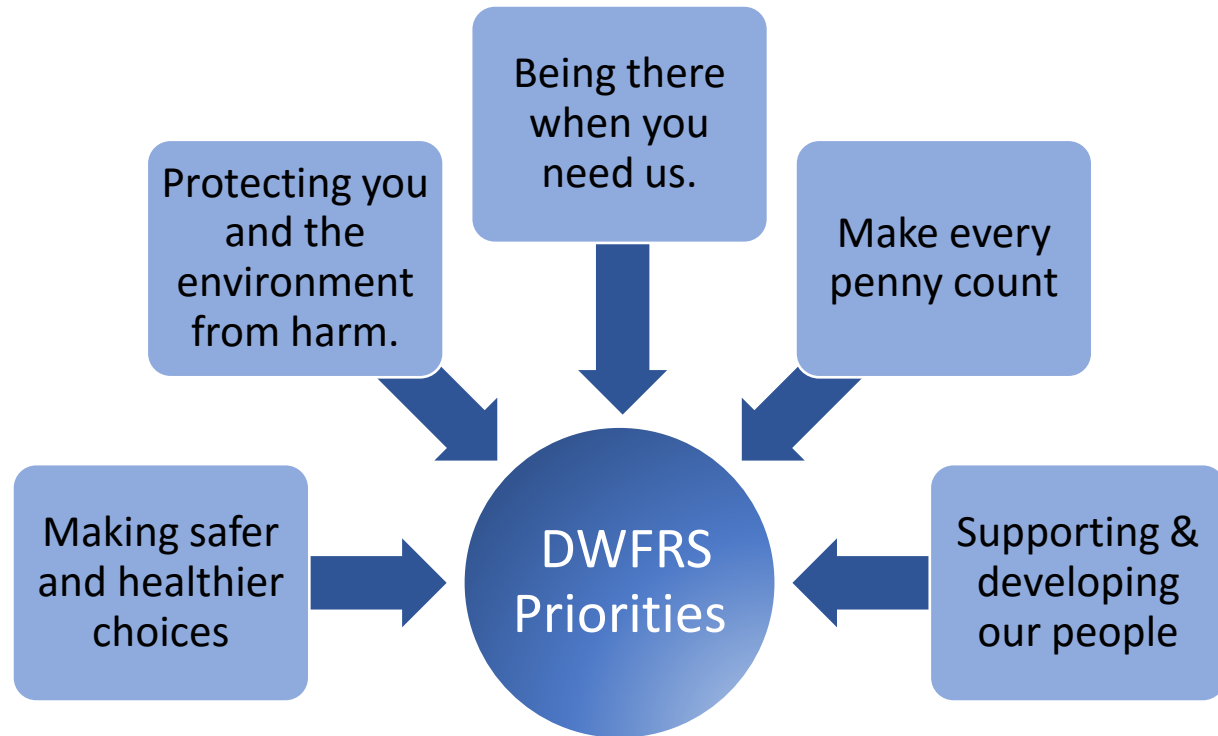 Being there
when you
need us.
Protecting you
and the
environment
from harm.
Make every
penny count
Making safer
and healthier
choices
DWFRS
Priorities
Supporting &
developing
our people